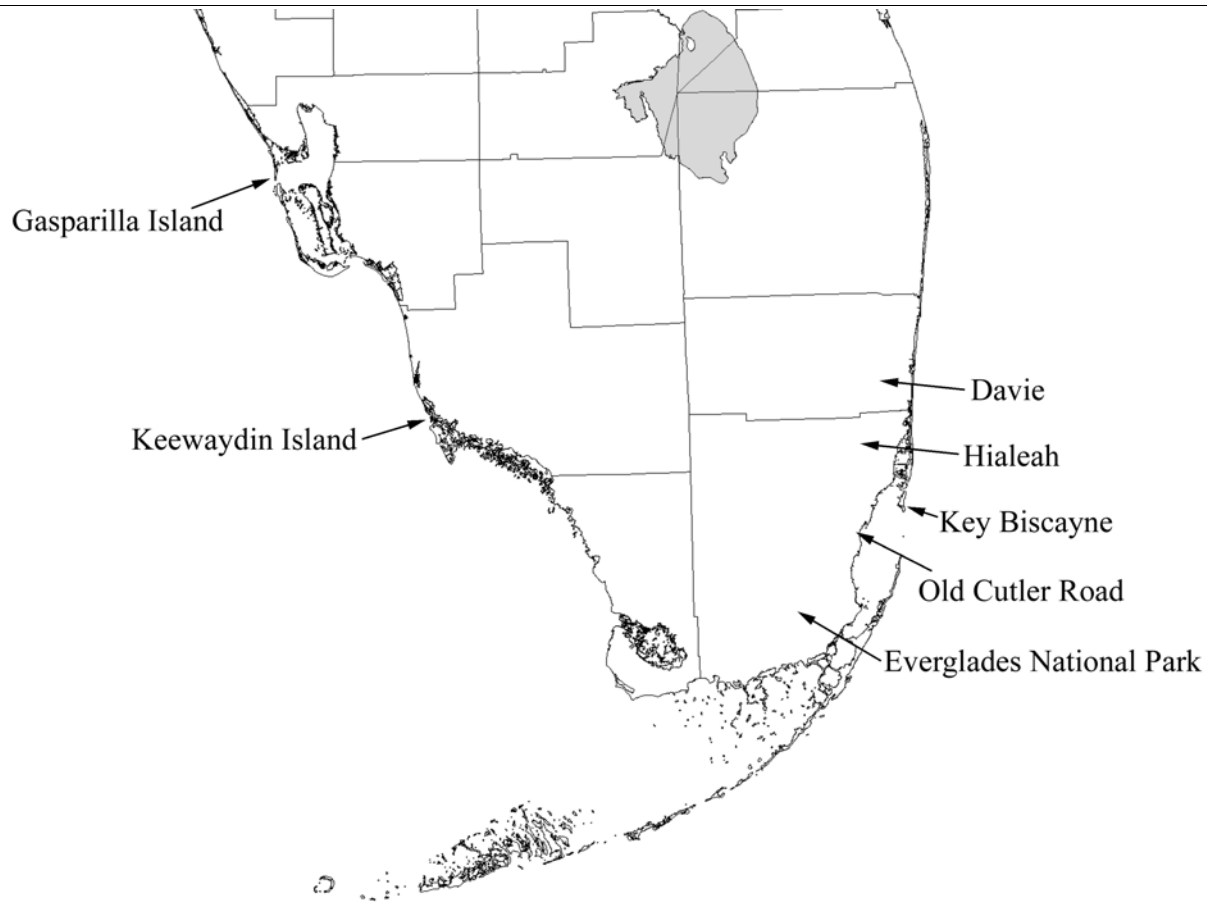 Gasparilla Island
Davie
Keewaydin Island
Hialeah
Key Biscayne
Old Cutler Road
Everglades National Park